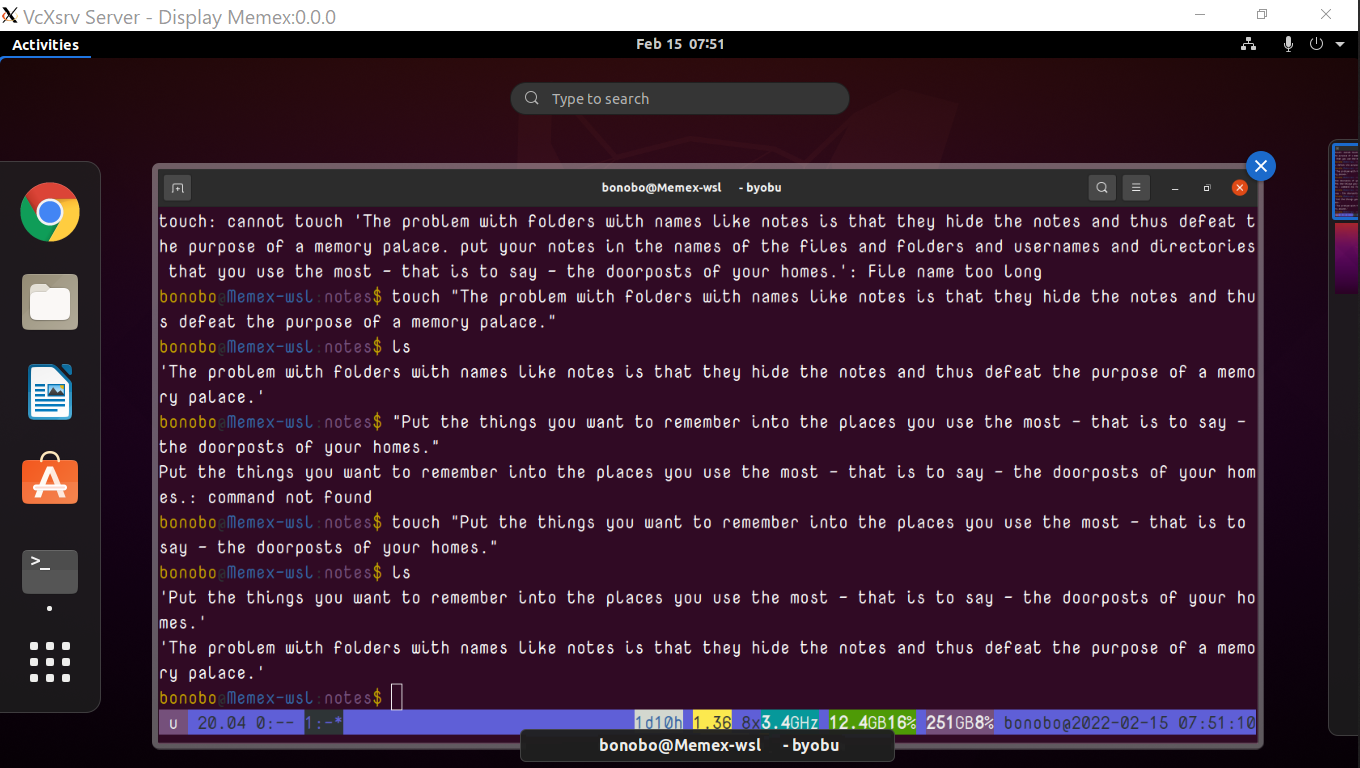 VcXsrv Server - Display Memex:0.0.0
Activities
Feb 15 07:51
Type to search
bonobo@Memex-wsl - byobu
touch: cannot touch 'The problem with folders with names like notes is that they hide the notes and thus defeat t
he purpose of a memory palace. put your notes in the names of the files and folders and usernames and directories
that you use the most - that is to say - the doorposts of your homes.': File name too long
bonobo@Memex-wsl:notes$ touch "The problem with folders with names like notes is that they hide the notes and thu
s defeat the purpose of a memory palace."
bonobo@Memex-wsl:notes$ ls
'The problem with folders with names like notes is that they hide the notes and thus defeat the purpose of a memo
ry palace.'
bonobo@Memex-wsl:notes$ "Put the things you want to remember into the places you use the most - that is to say -
the doorposts of your homes."
Put the things you want to remember into the places you use the most - that is to say - the doorposts of your hom
es.: command not found
bonobo@Memex-wsl:notes$ touch "Put the things you want to remember into the places you use the most - that is to
say - the doorposts of your homes."
bonobo@Memex-wsl:notes$ ls
'Put the things you want to remember into the places you use the most - that is to say - the doorposts of your ho
mes.'
'The problem with folders with names like notes is that they hide the notes and thus defeat the purpose of a memo
ry palace.'
bonobo@Memex-wsl:notes$
u 20.04 0:-- 1:-* 1d10h 1.36 8x3.4GHz 12.4GB16% 251GB8% bonobo@2022-02-15 07:51:10
bonobo@Memex-wsl - byobu